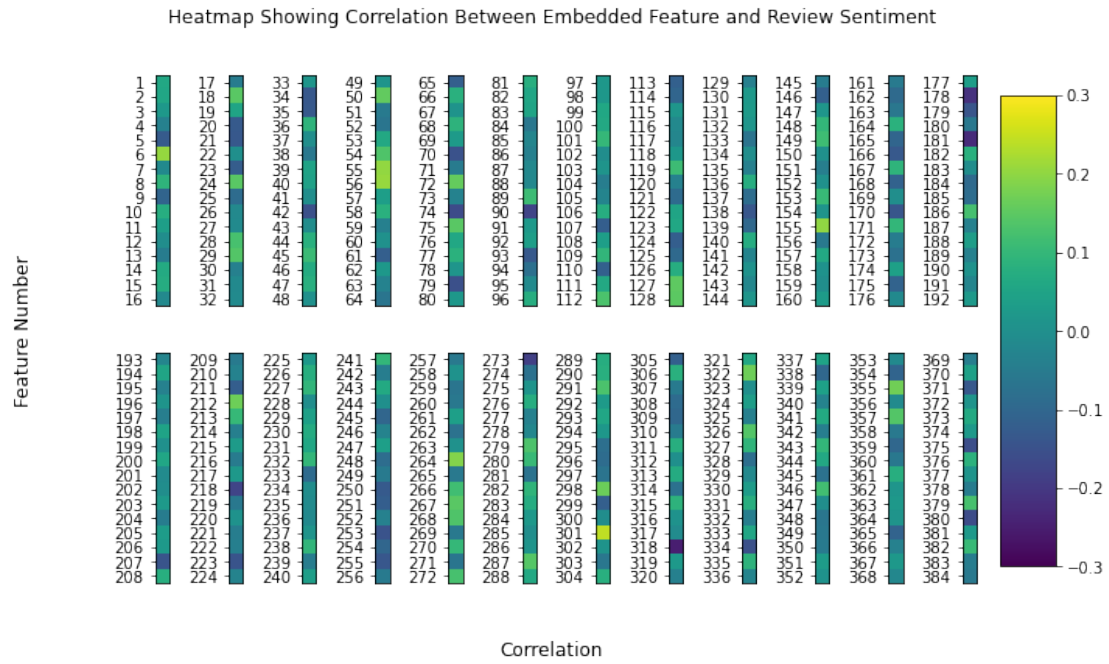 Heatmap Showing Correlation Between Embedded Feature and Review Sentiment
Feature Number
1 17 33 49 65 81 97 113 129 145 161 177
2 18 34 50 66 82 98 114 130 146 162 178
3 19 35 51 67 83 99 115 131 147 163 179
4 20 36 52 68 84 100 116 132 148 164 180
5 21 37 53 69 85 101 117 133 149 165 181
6 22 38 54 70 86 102 118 134 150 166 182
7 23 39 55 71 87 103 119 135 151 167 183
8 24 40 56 72 88 104 120 136 152 168 184
9 25 41 57 73 89 105 121 137 153 169 185
10 26 42 58 74 90 106 122 138 154 170 186
11 27 43 59 75 91 107 123 139 155 171 187
12 28 44 60 76 92 108 124 140 156 172 188
13 29 45 61 77 93 109 125 141 157 173 189
14 30 46 62 78 94 110 126 142 158 174 190
15 31 47 63 79 95 111 127 143 159 175 191
16 32 48 64 80 96 112 128 144 160 176 192
193 209 225 241 257 273 289 305 321 337 353 369
194 210 226 242 258 274 290 306 322 338 354 370
195 211 227 243 259 275 291 307 323 339 355 371
196 212 228 244 260 276 292 308 324 340 356 372
197 213 229 245 261 277 293 309 325 341 357 373
198 214 230 246 262 278 294 310 326 342 358 374
199 215 231 247 263 279 295 311 327 343 359 375
200 216 232 248 264 280 296 312 328 344 360 376
201 217 233 249 265 281 297 313 329 345 361 377
202 218 234 250 266 282 298 314 330 346 362 378
203 219 235 251 267 283 299 315 331 347 363 379
204 220 236 252 268 284 300 316 332 348 364 380
205 221 237 253 269 285 301 317 333 349 365 381
206 222 238 254 270 286 302 318 334 350 366 382
207 223 239 255 271 287 303 319 335 351 367 383
208 224 240 256 272 288 304 320 336 352 368 384
0.3
0.2
0.1
0.0
−0.1
−0.2
−0.3
Correlation